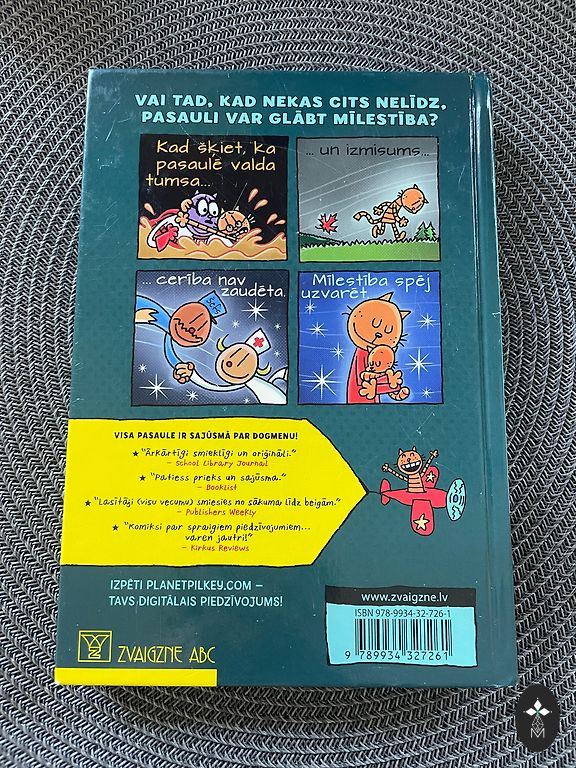 VAI TAD, KAD NEKAS CITS NELĪDZ,
PASAULI VAR GLĀBT MĪLESTĪBA?
Kad šķiet, ka
pasaulē valda
tumsa...
... un izmisums...
... cerība nav
zaudēta.
Mīlestība spēj
uzvarēt.
VISA PASAULE IR SAJŪSMĀ PAR DOGMENU!
★ "Ārkārtīgi smieklīgi un oriģināli."
– School Library Journal
★ "Patiess prieks un sajūsma."
– Booklist
★ "Lasītāji (visu vecumu) smiesies no sākuma līdz beigām."
– Publishers Weekly
★ "Komiksi par spraigiem piedzīvojumiem...
varen jautri!"
– Kirkus Reviews
IZPĒTI PLANETPILKEY.COM –
TAVS DIGITĀLAIS PIEDZĪVOJUMS!
www.zvaigzne.lv
ISBN 978-9934-32-726-1
9 789934 327261
ZVAIGZNE ABC
M